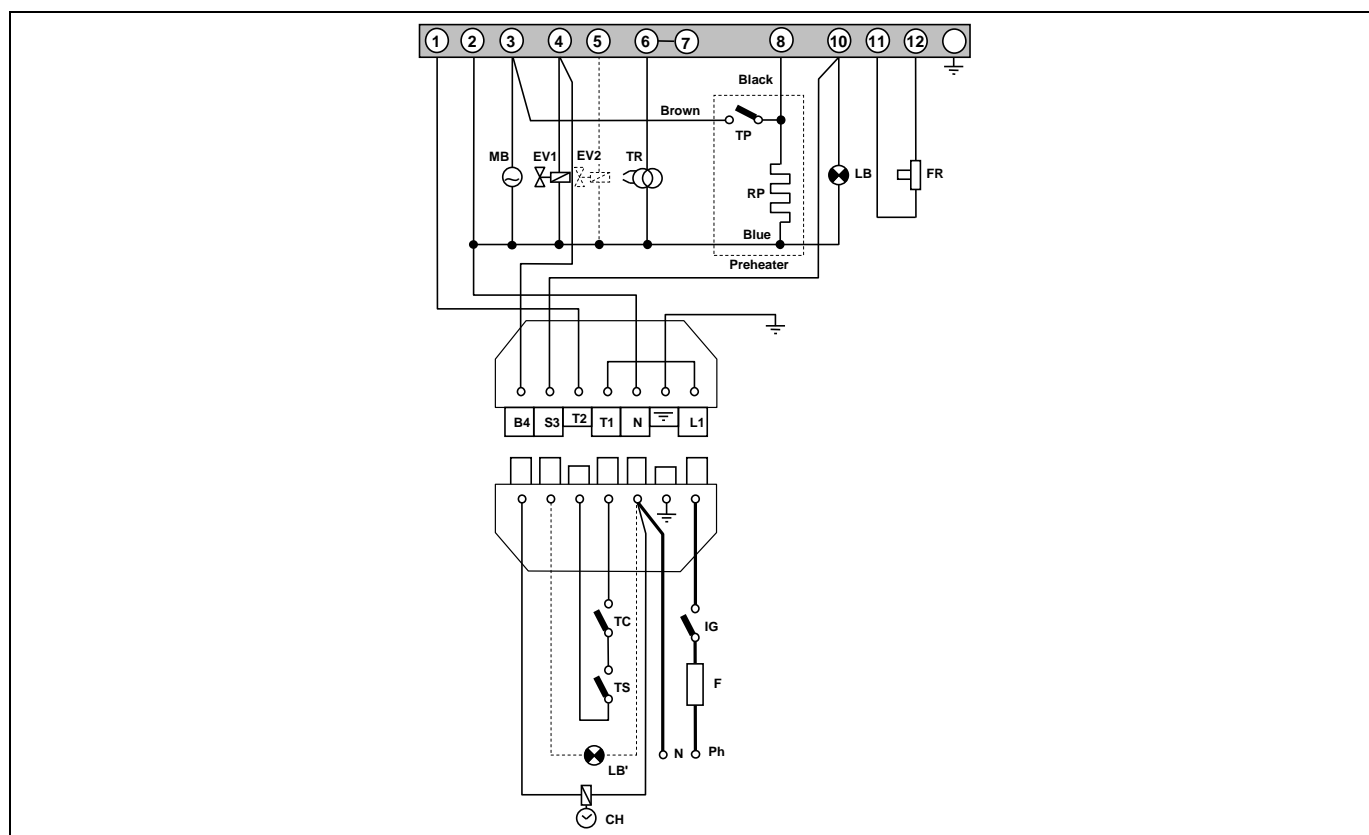 1 2 3 4 5 6 7 8 10 11 12
Black
Brown
TP
MB EV1 EV2 TR
LB FR
RP
Blue
Preheater
B4 S3 T2 T1 N L1
TC
IG
TS
F
N Ph
LB'
CH